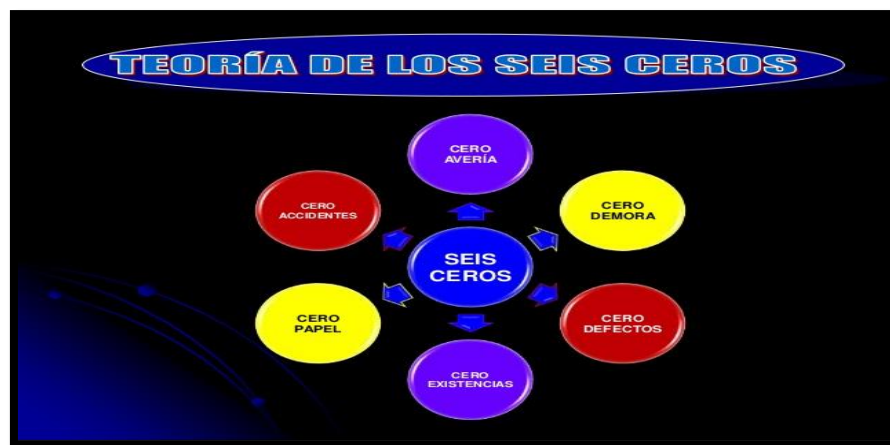 TEORÍA DE LOS SEIS CEROS
CERO
AVERÍA
CERO
DEMORA
CERO
DEFECTOS
CERO
EXISTENCIAS
CERO
PAPEL
CERO
ACCIDENTES
SEIS
CEROS